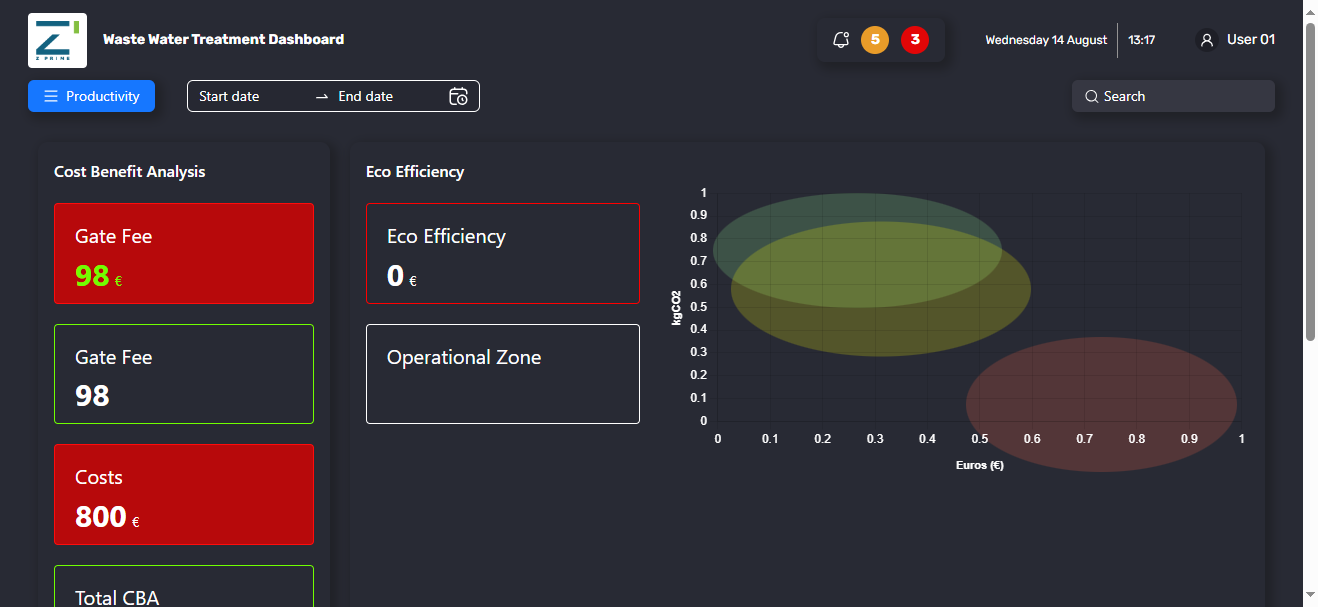 Z PRIME
Waste Water Treatment Dashboard
5
3
Wednesday 14 August
13:17
User 01
Productivity
Start date
End date
Search
Cost Benefit Analysis
Gate Fee
98 €
Gate Fee
98
Costs
800 €
Total CBA
Eco Efficiency
Eco Efficiency
0 €
Operational Zone
kgCO2
1
0.9
0.8
0.7
0.6
0.5
0.4
0.3
0.2
0.1
0
0 0.1 0.2 0.3 0.4 0.5 0.6 0.7 0.8 0.9 1
Euros (€)